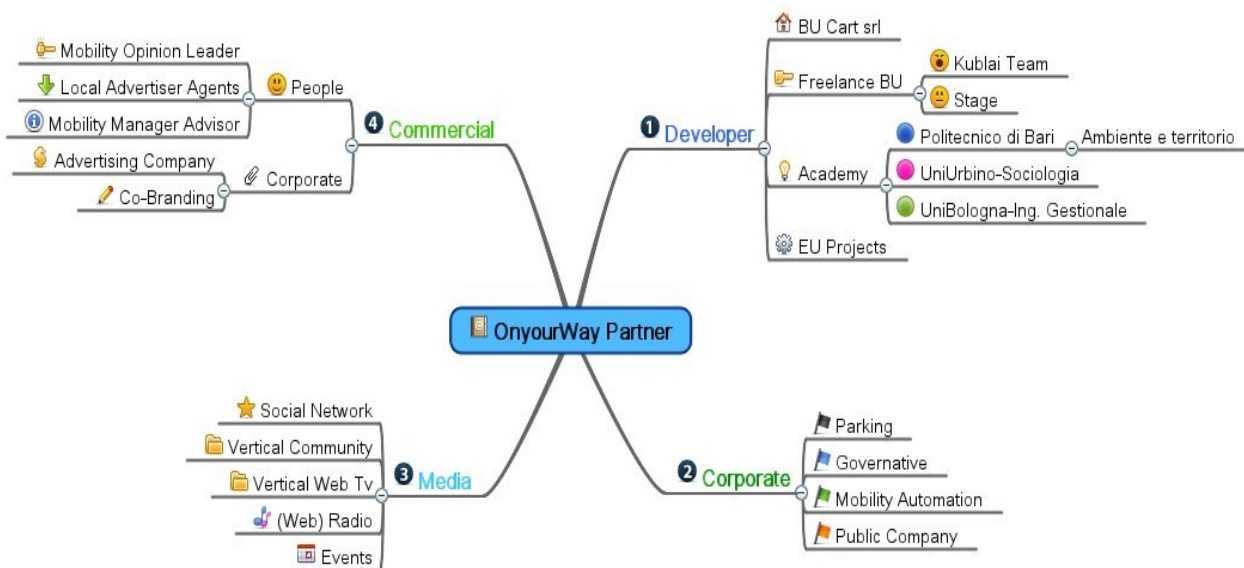 OnyourWay Partner
1 Developer
BU Cart srl
Freelance BU
Kublai Team
Stage
Academy
Politecnico di Bari
Ambiente e territorio
UniUrbino-Sociologia
UniBologna-Ing. Gestionale
EU Projects
2 Corporate
Parking
Governative
Mobility Automation
Public Company
3 Media
Social Network
Vertical Community
Vertical Web Tv
(Web) Radio
Events
4 Commercial
People
Mobility Opinion Leader
Local Advertiser Agents
Mobility Manager Advisor
Corporate
Advertising Company
Co-Branding